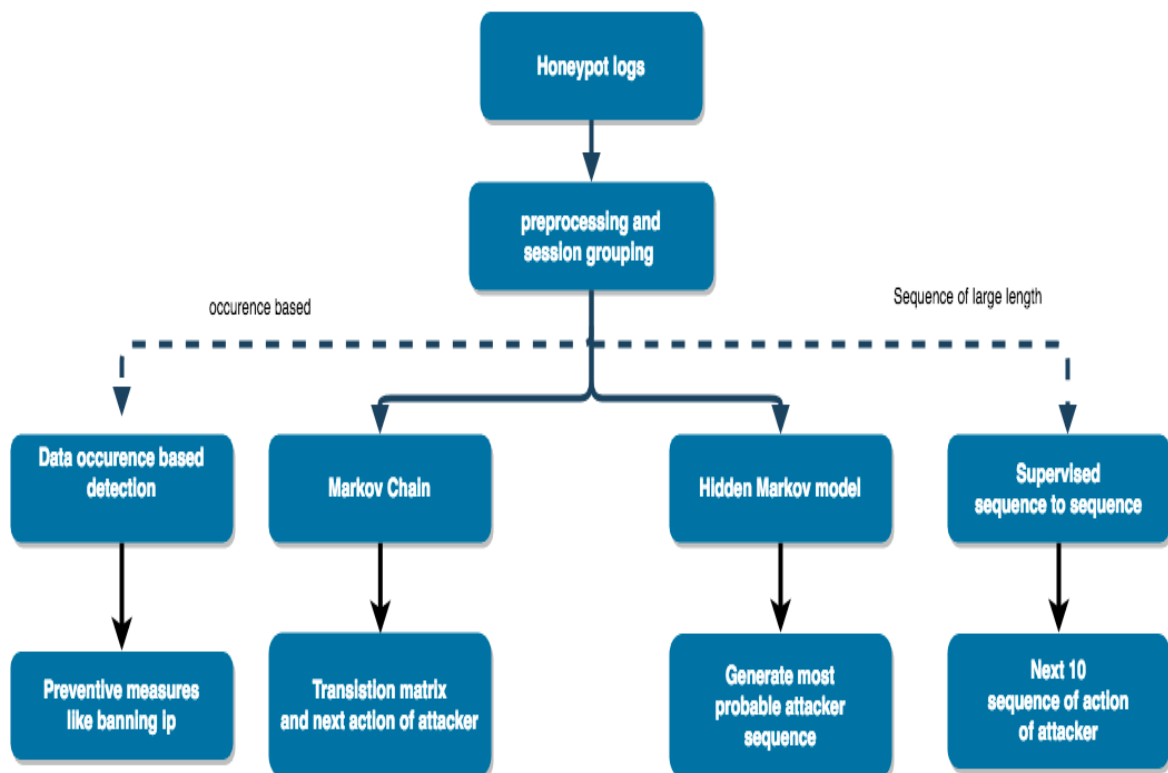 Honeypot logs
preprocessing and
session grouping
occurence based
Sequence of large length
Data occurence based
detection
Markov Chain
Hidden Markov model
Supervised
sequence to sequence
Preventive measures
like banning ip
Transistion matrix
and next action of attacker
Generate most
probable attacker
sequence
Next 10
sequence of action
of attacker